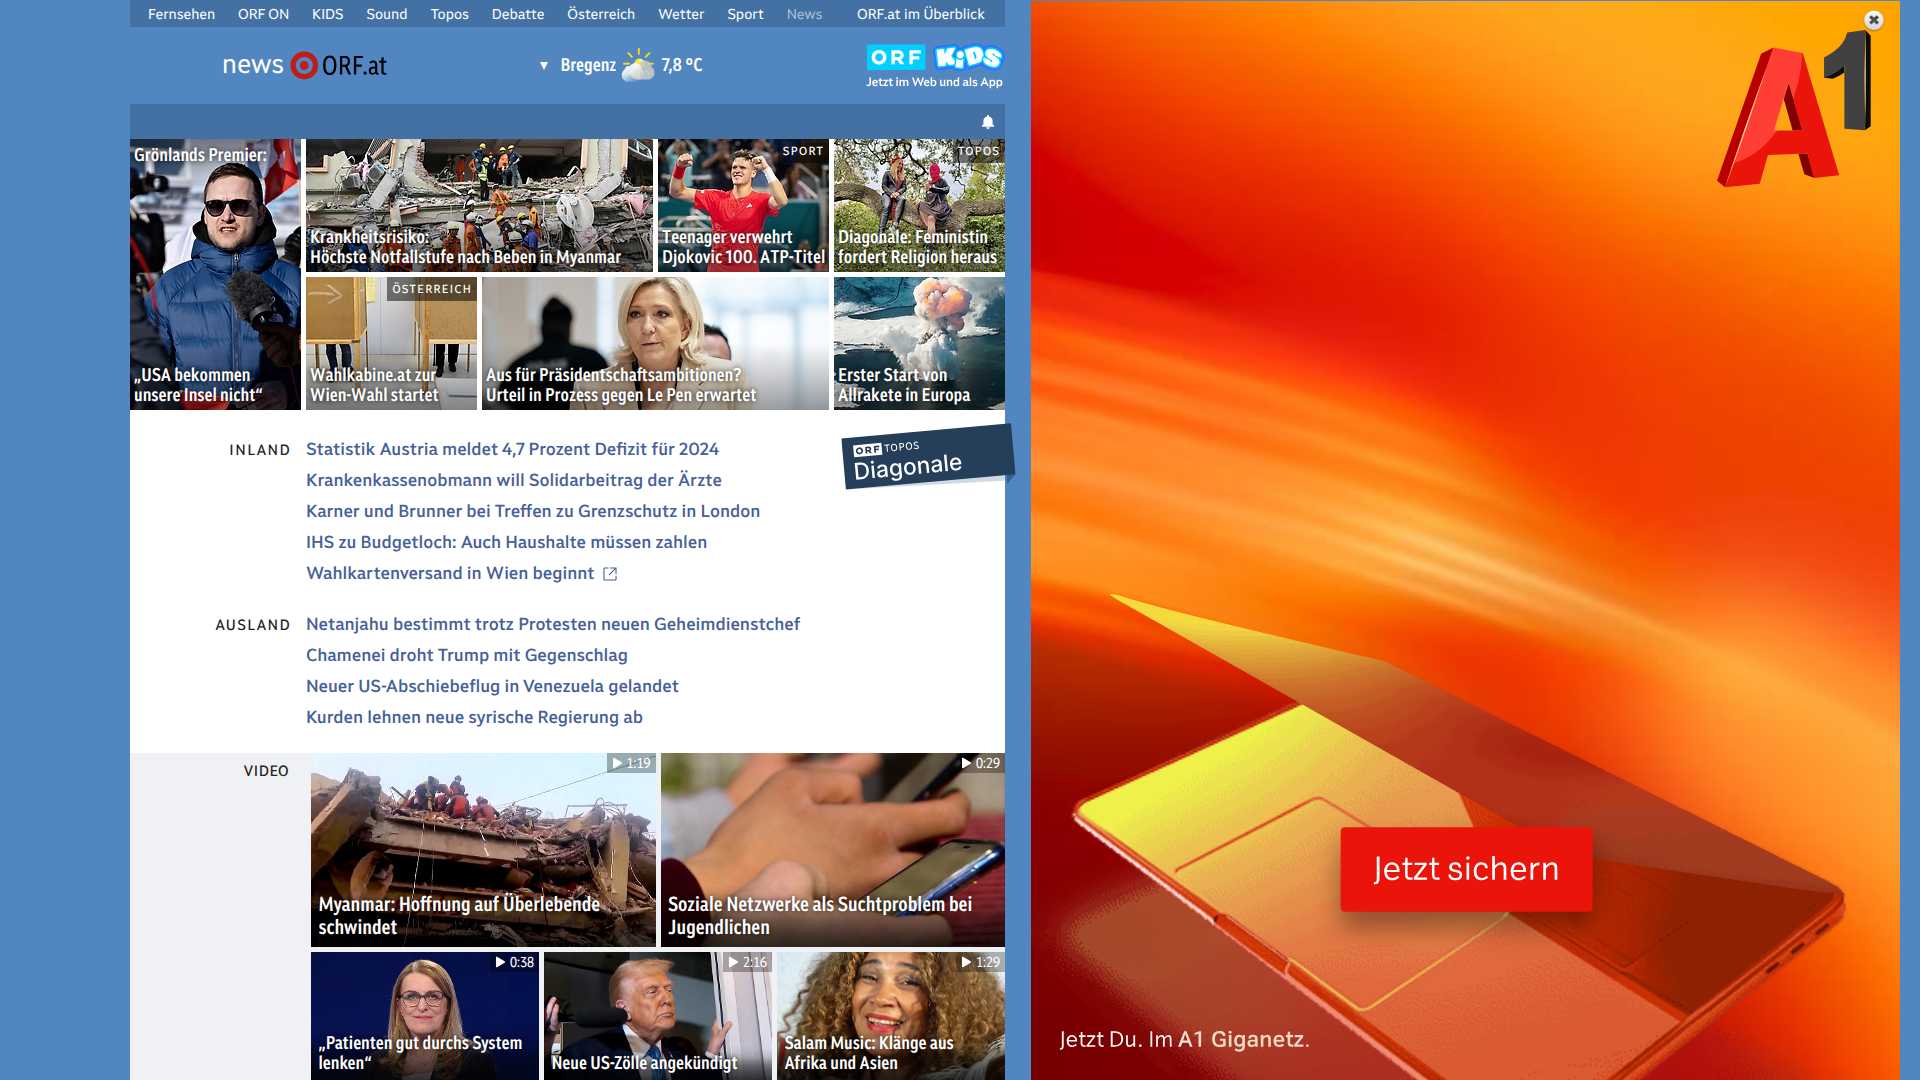 Fernsehen ORF ON KIDS Sound Topos Debatte Österreich Wetter Sport News ORF.at im Überblick
news ORF.at
▼ Bregenz 7,8 °C
ORF KiDS
Jetzt im Web und als App
Grönlands Premier:
„USA bekommen
unsere Insel nicht“
Krankheitsrisiko:
Höchste Notfallstufe nach Beben in Myanmar
SPORT
Teenager verwehrt
Djokovic 100. ATP-Titel
TOPOS
Diagonale: Feministin
fordert Religion heraus
ÖSTERREICH
Wahlkabine.at zur
Wien-Wahl startet
Aus für Präsidentschaftsambitionen?
Urteil in Prozess gegen Le Pen erwartet
Erster Start von
Allrakete in Europa
INLAND
Statistik Austria meldet 4,7 Prozent Defizit für 2024
Krankenkassenobmann will Solidarbeitrag der Ärzte
Karner und Brunner bei Treffen zu Grenzschutz in London
IHS zu Budgetloch: Auch Haushalte müssen zahlen
Wahlkartenversand in Wien beginnt
ORF TOPOS
Diagonale
AUSLAND
Netanjahu bestimmt trotz Protesten neuen Geheimdienstchef
Chamenei droht Trump mit Gegenschlag
Neuer US-Abschiebeflug in Venezuela gelandet
Kurden lehnen neue syrische Regierung ab
VIDEO
1:19
Myanmar: Hoffnung auf Überlebende
schwindet
0:29
Soziale Netzwerke als Suchtproblem bei
Jugendlichen
0:38
„Patienten gut durchs System
lenken“
2:16
Neue US-Zölle angekündigt
1:29
Salam Music: Klänge aus
Afrika und Asien
A1
Jetzt sichern
Jetzt Du. Im A1 Giganetz.